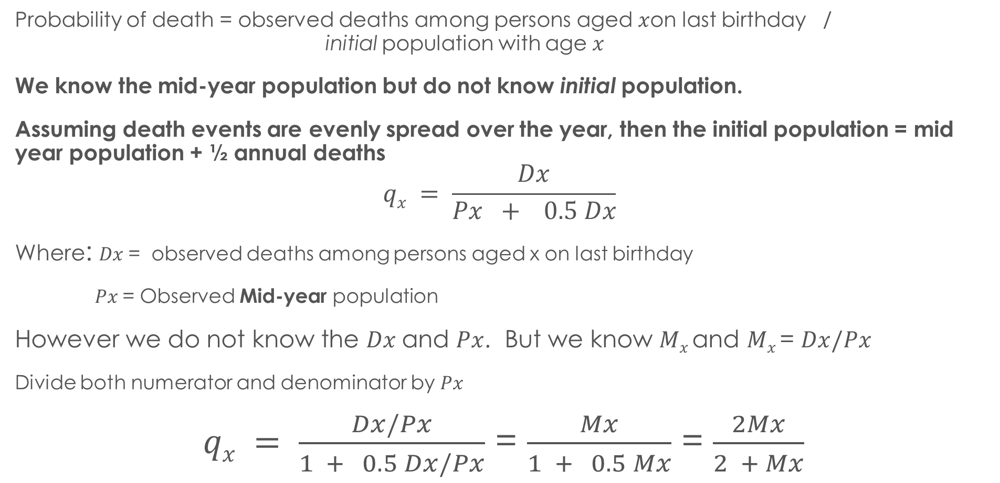 Probability of death = observed deaths among persons aged xon last birthday /
initial population with age x
We know the mid-year population but do not know initial population.
Assuming death events are evenly spread over the year, then the initial population = mid
year population + ½ annual deaths
qₓ = Dx / (Px + 0.5 Dx)
Where: Dx = observed deaths among persons aged x on last birthday
Px = Observed Mid-year population
However we do not know the Dx and Px. But we know Mₓ and Mₓ = Dx/Px
Divide both numerator and denominator by Px
qₓ = (Dx/Px) / (1 + 0.5 Dx/Px) = Mx / (1 + 0.5 Mx) = 2Mx / (2 + Mx)